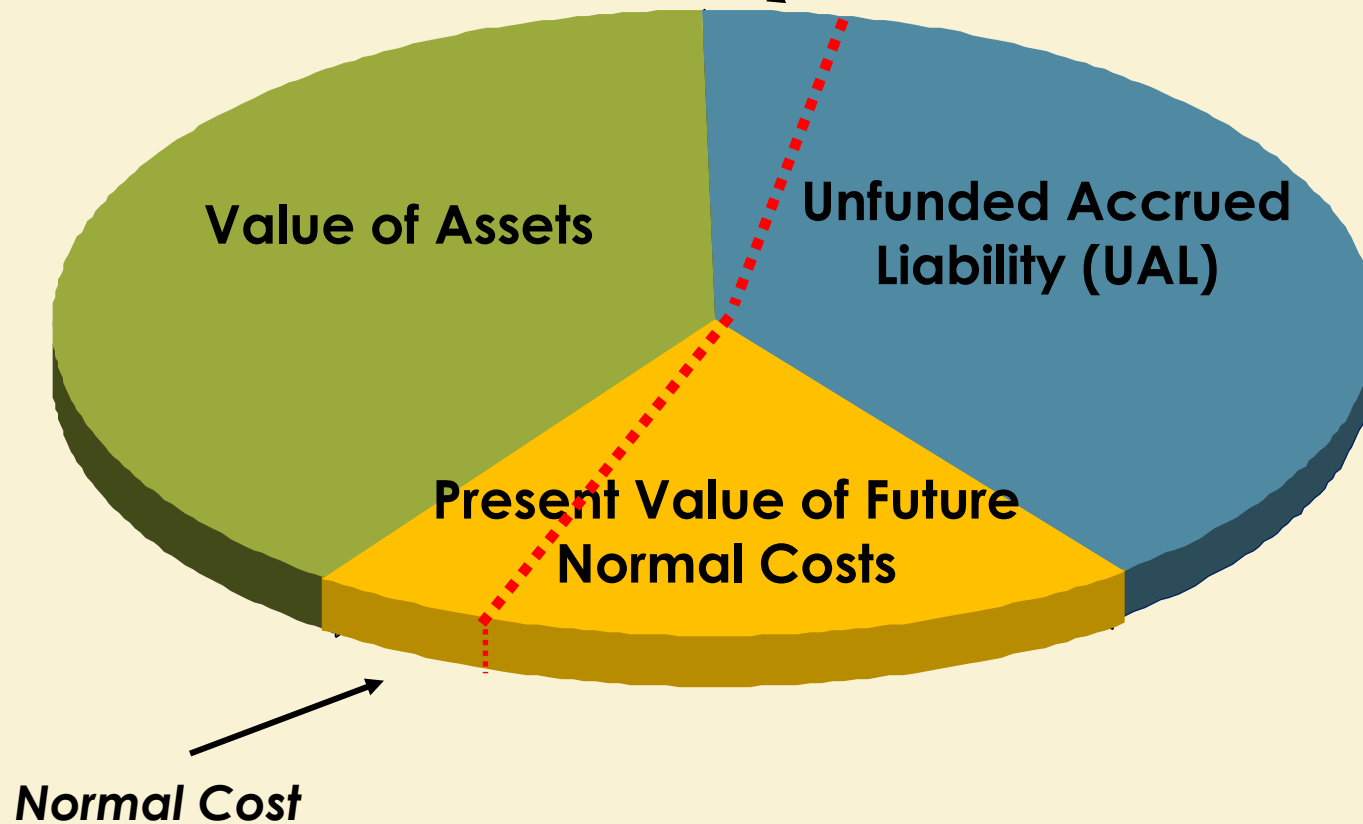 Value of Assets
Unfunded Accrued
Liability (UAL)
Present Value of Future
Normal Costs
Normal Cost